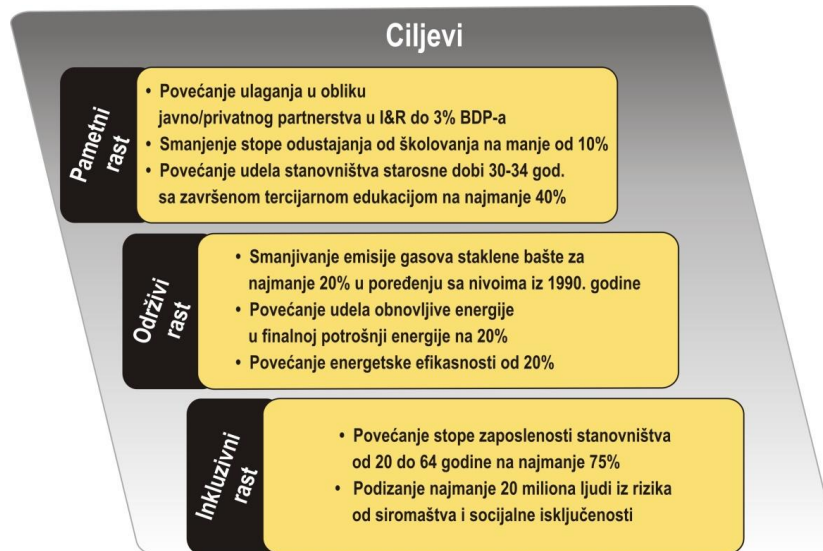 Ciljevi
Pametni
rast
• Povećanje ulaganja u obliku
javno/privatnog partnerstva u I&R do 3% BDP-a
• Smanjenje stope odustajanja od školovanja na manje od 10%
• Povećanje udela stanovništva starosne dobi 30-34 god.
sa završenom tercijarnom edukacijom na najmanje 40%
Održivi
rast
• Smanjivanje emisije gasova staklene bašte za
najmanje 20% u poređenju sa nivoima iz 1990. godine
• Povećanje udela obnovljive energije
u finalnoj potrošnji energije na 20%
• Povećanje energetske efikasnosti od 20%
Inkluzivni
rast
• Povećanje stope zaposlenosti stanovništva
od 20 do 64 godine na najmanje 75%
• Podizanje najmanje 20 miliona ljudi iz rizika
od siromaštva i socijalne isključenosti